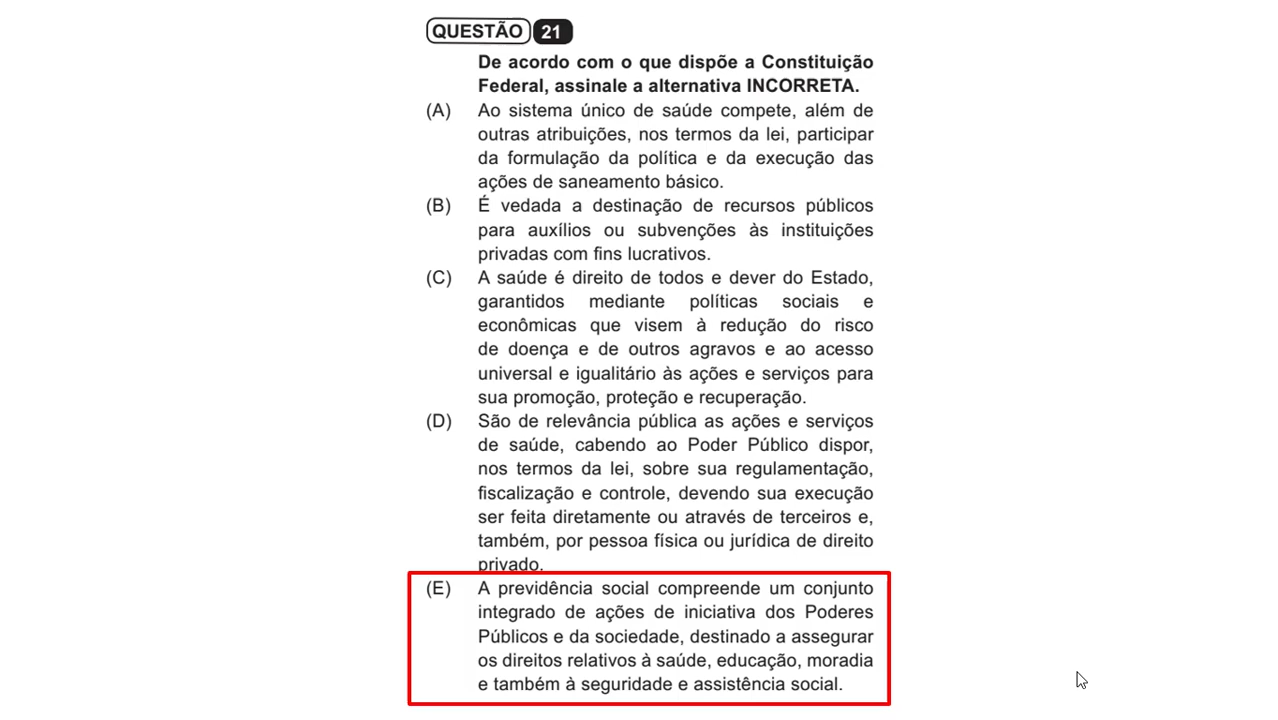 QUESTÃO 21
De acordo com o que dispõe a Constituição
Federal, assinale a alternativa INCORRETA.
(A) Ao sistema único de saúde compete, além de
outras atribuições, nos termos da lei, participar
da formulação da política e da execução das
ações de saneamento básico.
(B) É vedada a destinação de recursos públicos
para auxílios ou subvenções às instituições
privadas com fins lucrativos.
(C) A saúde é direito de todos e dever do Estado,
garantidos mediante políticas sociais e
econômicas que visem à redução do risco
de doença e de outros agravos e ao acesso
universal e igualitário às ações e serviços para
sua promoção, proteção e recuperação.
(D) São de relevância pública as ações e serviços
de saúde, cabendo ao Poder Público dispor,
nos termos da lei, sobre sua regulamentação,
fiscalização e controle, devendo sua execução
ser feita diretamente ou através de terceiros e,
também, por pessoa física ou jurídica de direito
privado.
(E) A previdência social compreende um conjunto
integrado de ações de iniciativa dos Poderes
Públicos e da sociedade, destinado a assegurar
os direitos relativos à saúde, educação, moradia
e também à seguridade e assistência social.